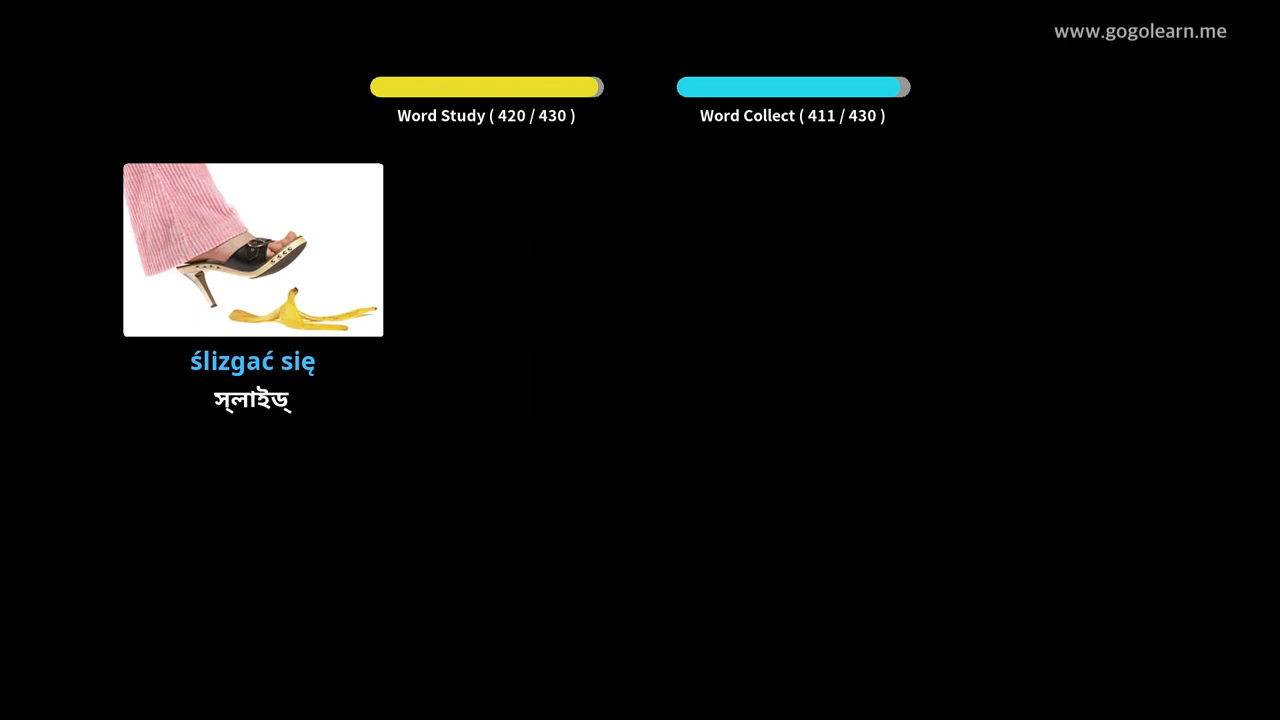 www.gogolearn.me
Word Study ( 420 / 430 )
Word Collect ( 411 / 430 )
ślizgać się
স্লাইড্